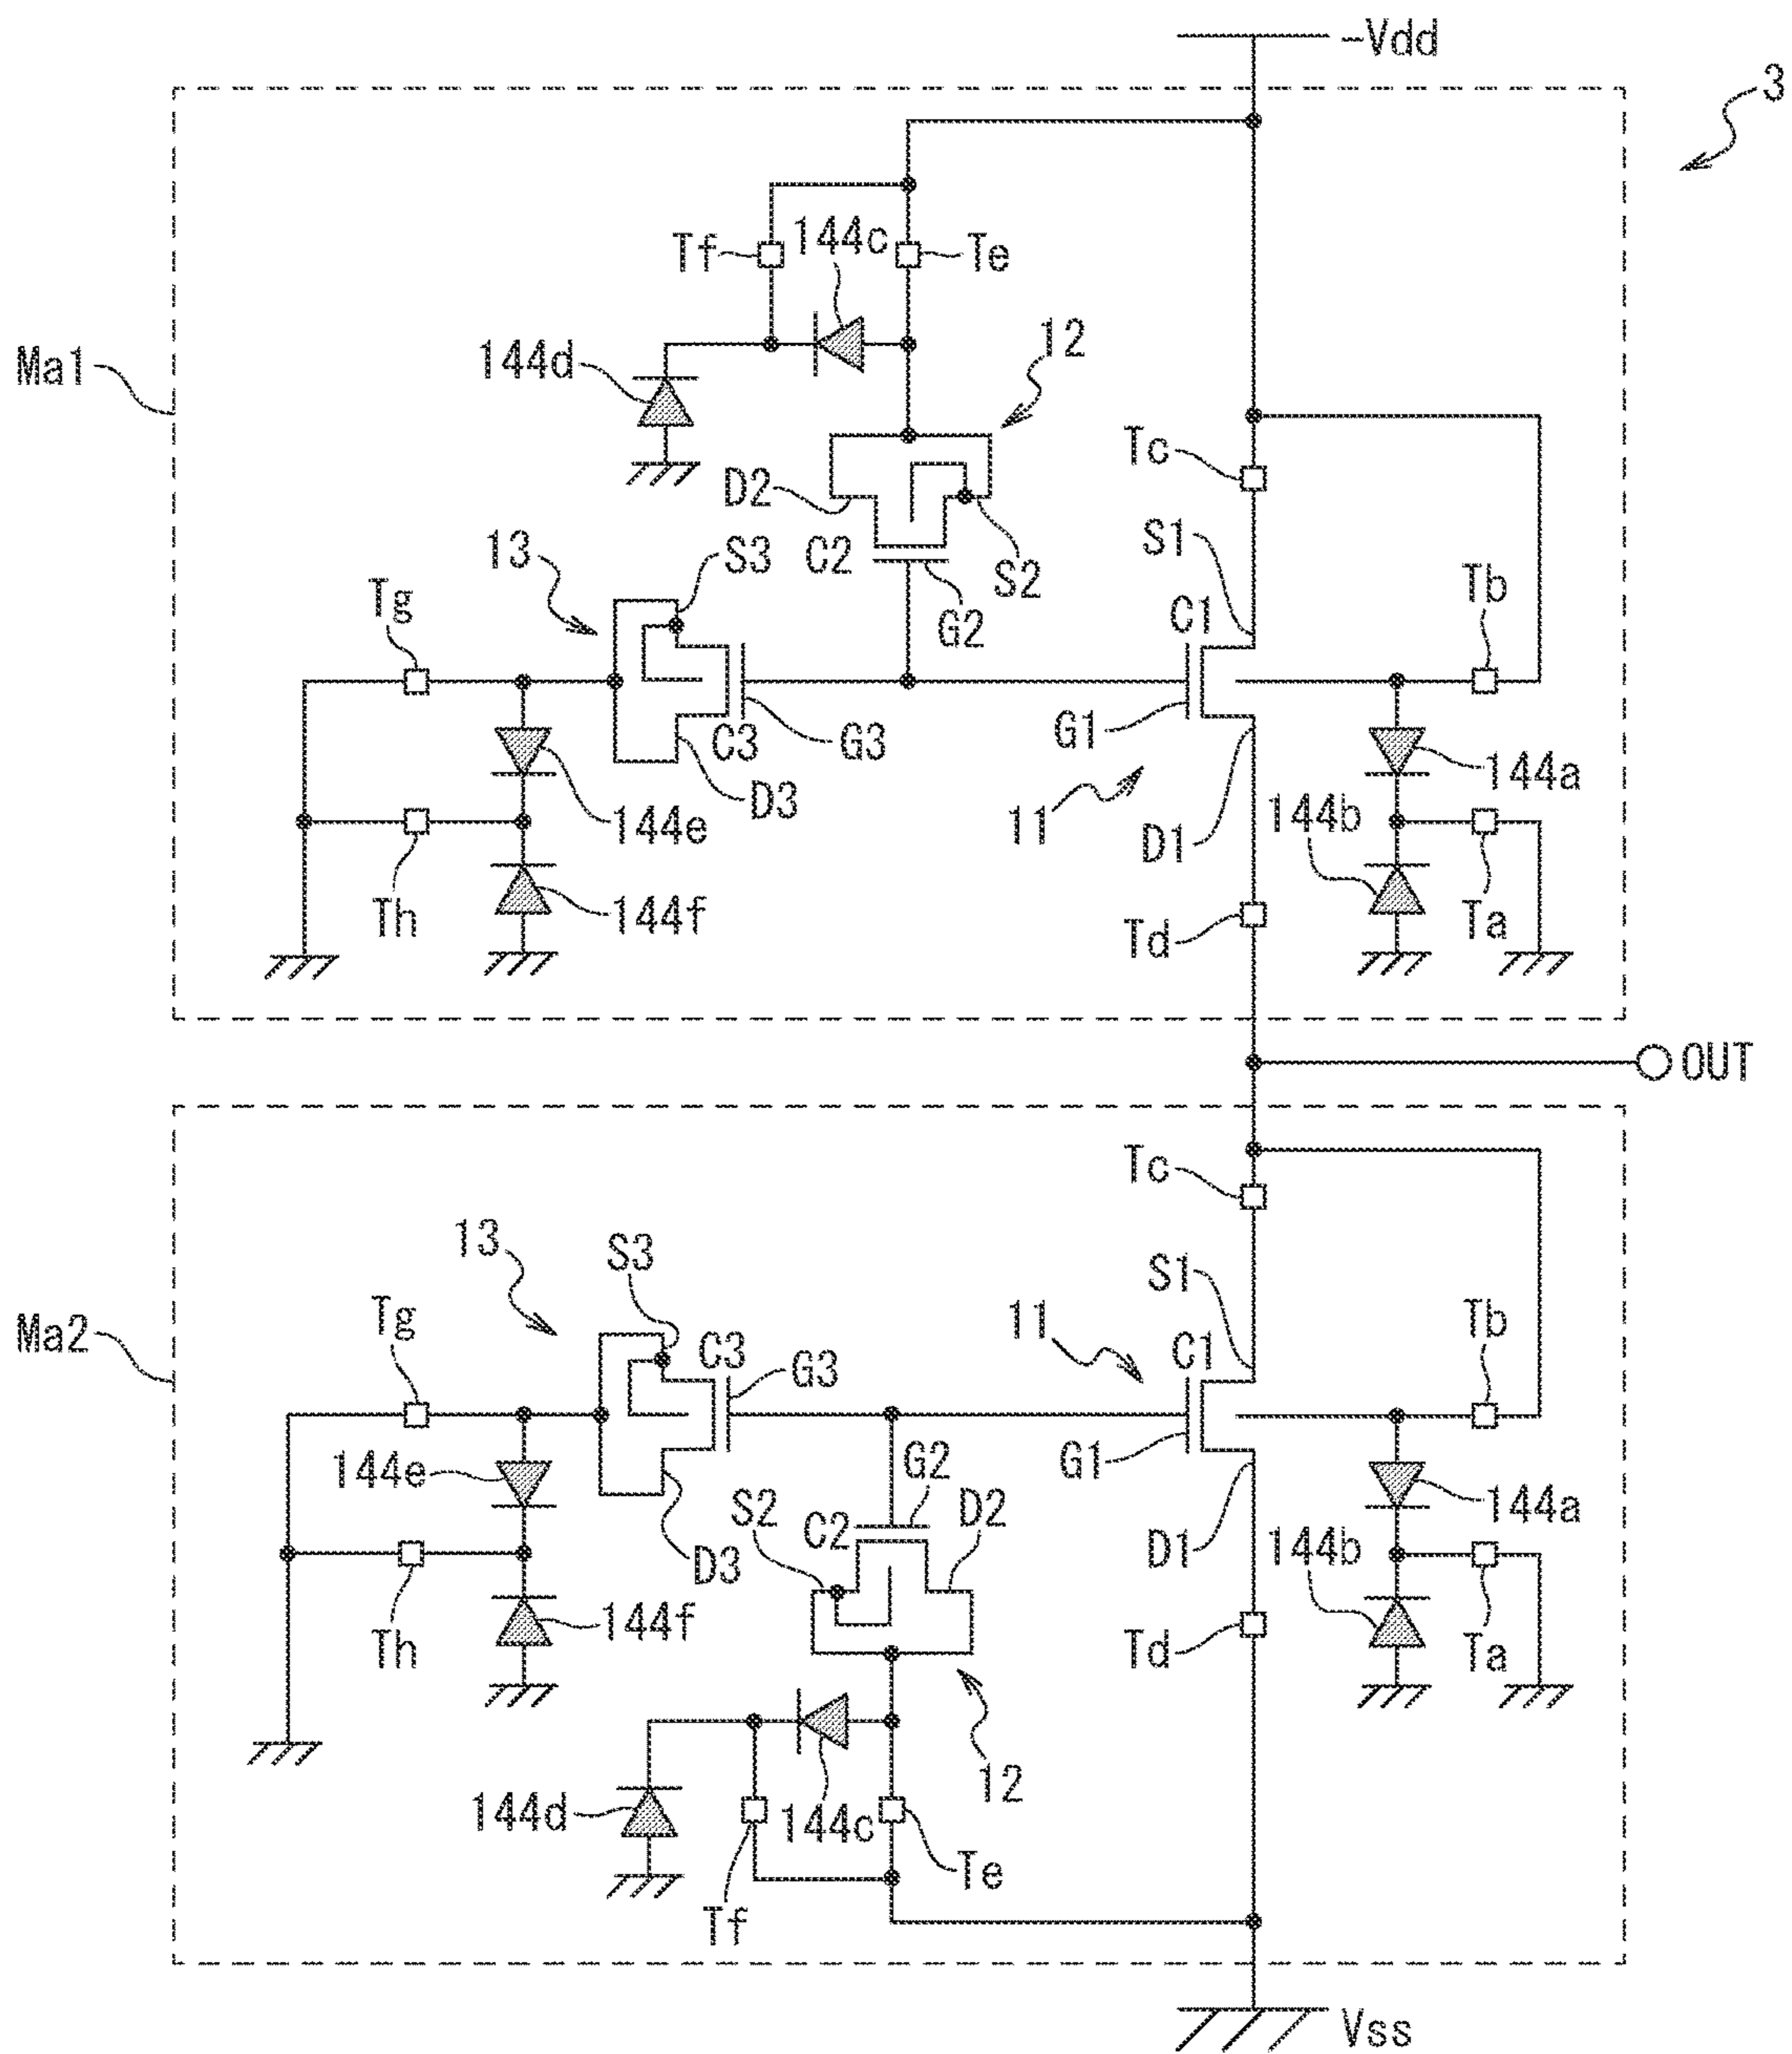 -Vdd
3
Tf
144c
Te
Ma1
144d
12
Tc
D2
S1
13
S3
C2
S2
Tg
G2
C1
Tb
C3
G3
G1
D3
144a
144e
11
D1
144b
Th
144f
Td
Ta
OUT
Tc
13
S3
S1
Ma2
Tg
11
Tb
C3
G3
C1
144e
G2
G1
S2
C2
D2
144a
D3
D1
144b
Th
144f
Td
Ta
12
144d
144c
Te
Tf
Vss